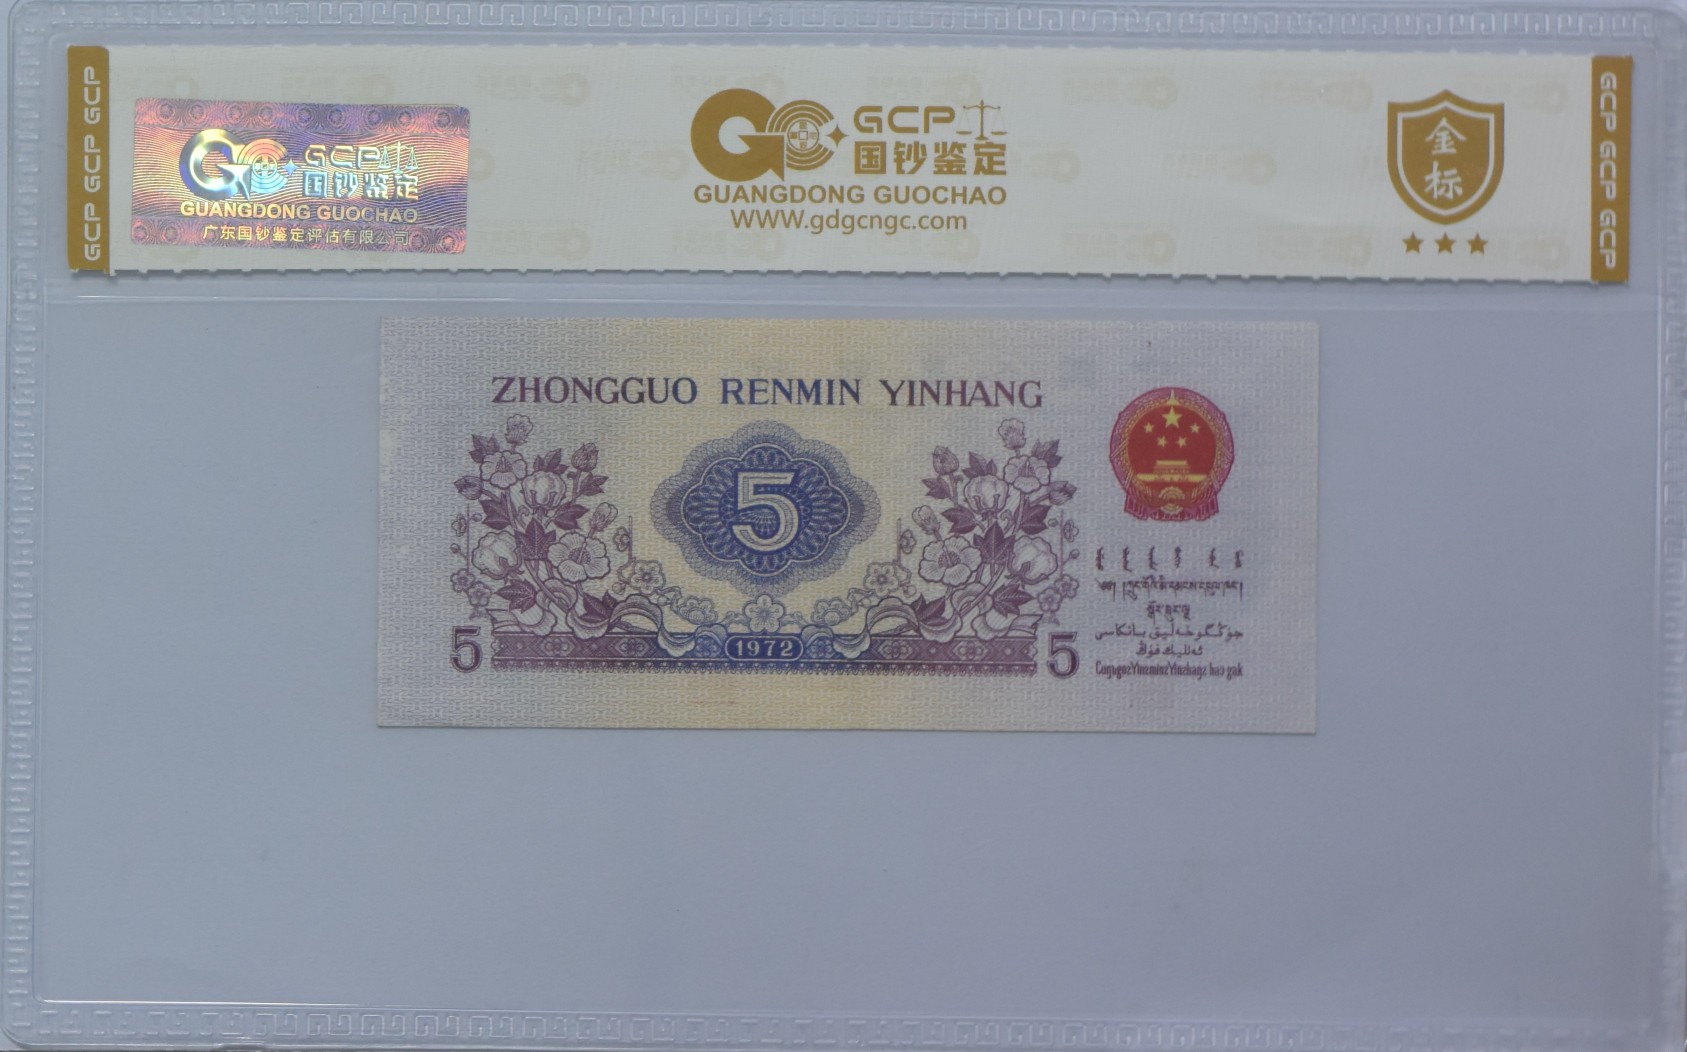 GCP GCP GCP
GCP
国钞鉴定
GUANGDONG GUOCHAO
广东国钞鉴定评估有限公司
GCP
国钞鉴定
GUANGDONG GUOCHAO
WWW.gdgcngc.com
金标
GCP GCP GCP
ZHONGGUO RENMIN YINHANG
5
5
1972
5